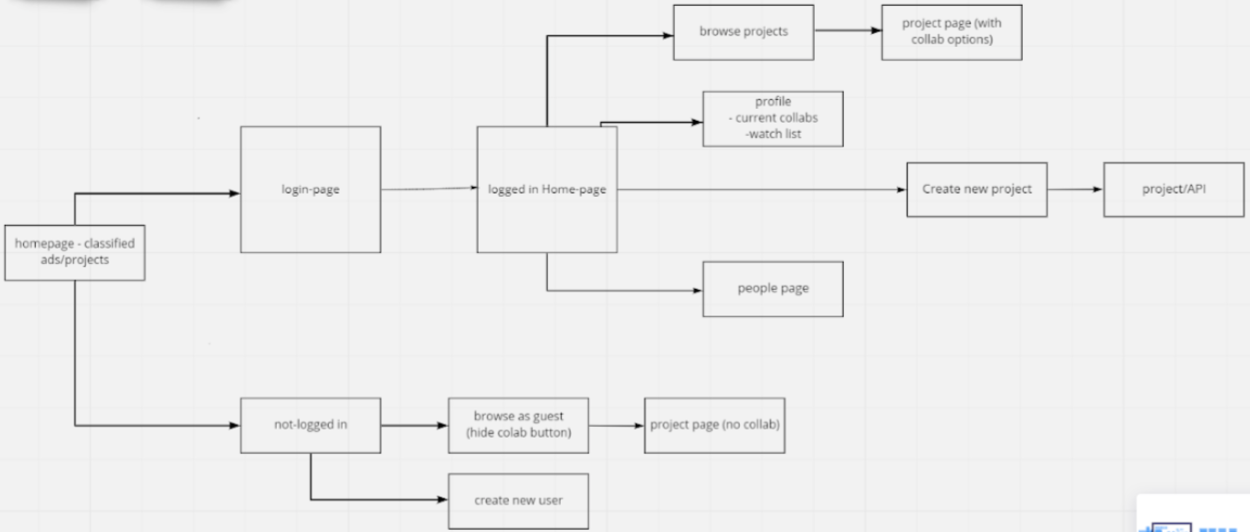 browse projects
project page (with
collab options)
profile
- current collabs
-watch list
login-page
logged in Home-page
Create new project
project/API
homepage - classified
ads/projects
people page
not-logged in
browse as guest
(hide colab button)
project page (no collab)
create new user